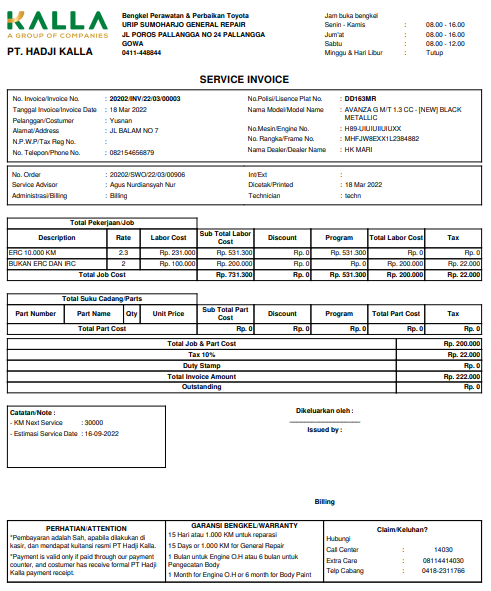 KALLA
A GROUP OF COMPANIES
PT. HADJI KALLA
Bengkel Perawatan & Perbaikan Toyota
URIP SUMOHARJO GENERAL REPAIR
JL POROS PALLANGGA NO 24 PALLANGGA
GOWA
0411-448844
Jam buka bengkel
Senin - Kamis : 08.00 - 16.00
Jum'at : 08.00 - 16.00
Sabtu : 08.00 - 12.00
Minggu & Hari Libur : Tutup
SERVICE INVOICE
No. Invoice/Invoice No. : 20202/INV/22/03/00003
Tanggal Invoice/Invoice Date : 18 Mar 2022
Pelanggan/Costumer : Yusnan
Alamat/Address : JL BALAM NO 7
N.P.W.P/Tax Reg No. :
No. Telepon/Phone No. : 082154656879
No.Polisi/Lisence Plat No. : DD163MR
Nama Model/Model Name : AVANZA G M/T 1.3 CC - [NEW] BLACK
METALLIC
No.Mesin/Engine No. : H89-UIUIUIIUIUXX
No. Rangka/Frame No. : MHFJW8EXX1L2384882
Nama Dealer/Dealer Name : HK MARI
No. Order : 20202/SWO/22/03/00906
Service Advisor : Agus Nurdiansyah Nur
Administrasi/Billing : Billing
Int/Ext :
Dicetak/Printed : 18 Mar 2022
Technician : techn
Total Pekerjaan/Job
Description Rate Labor Cost Sub Total Labor Cost Discount Program Total Labor Cost Tax
ERC 10.000 KM 2.3 Rp. 231.000 Rp. 531.300 Rp. 0 Rp. 531.300 Rp. 0 Rp. 0
BUKAN ERC DAN IRC 2 Rp. 100.000 Rp. 200.000 Rp. 0 Rp. 0 Rp. 200.000 Rp. 22.000
Total Job Cost Rp. 731.300 Rp. 0 Rp. 531.300 Rp. 200.000 Rp. 22.000
Total Suku Cadang/Parts
Part Number Part Name Qty Unit Price Sub Total Part Cost Discount Program Total Part Cost Tax
Total Part Cost Rp. 0 Rp. 0 Rp. 0 Rp. 0 Rp. 0
Total Job & Part Cost Rp. 200.000
Tax 10% Rp. 22.000
Duty Stamp Rp. 0
Total Invoice Amount Rp. 222.000
Outstanding Rp. 0
Catatan/Note :
- KM Next Service : 30000
- Estimasi Service Date : 16-09-2022
Dikeluarkan oleh :
Issued by :
Billing
PERHATIAN/ATTENTION
*Pembayaran adalah Sah, apabila dilakukan di
kasir, dan mendapat kuitansi resmi PT Hadji Kalla.
*Payment is valid only if paid through our payment
counter, and costumer has receive formal PT Hadji
Kalla payment receipt.
GARANSI BENGKEL/WARRANTY
15 Hari atau 1.000 KM untuk reparasi
15 Days or 1.000 KM for General Repair
1 Bulan untuk Engine O.H atau 6 bulan untuk
Pengecatan Body
1 Month for Engine O.H or 6 month for Body Paint
Claim/Keluhan?
Hubungi
Call Center : 14030
Extra Care : 08114414030
Telp Cabang : 0418-2311766